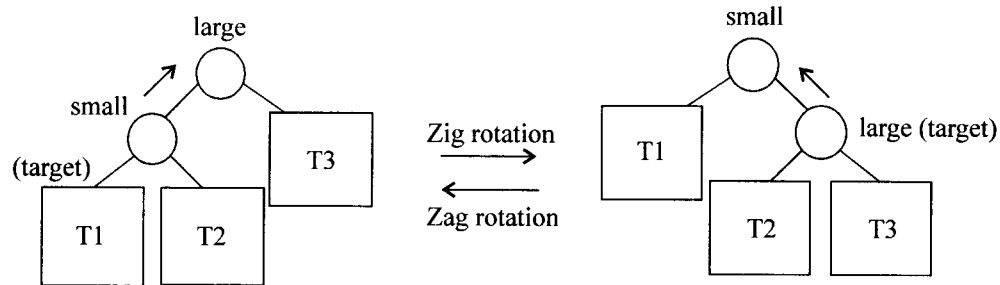 large
small
(target)
T1
T2
T3
Zig rotation
Zag rotation
small
large (target)
T1
T2
T3